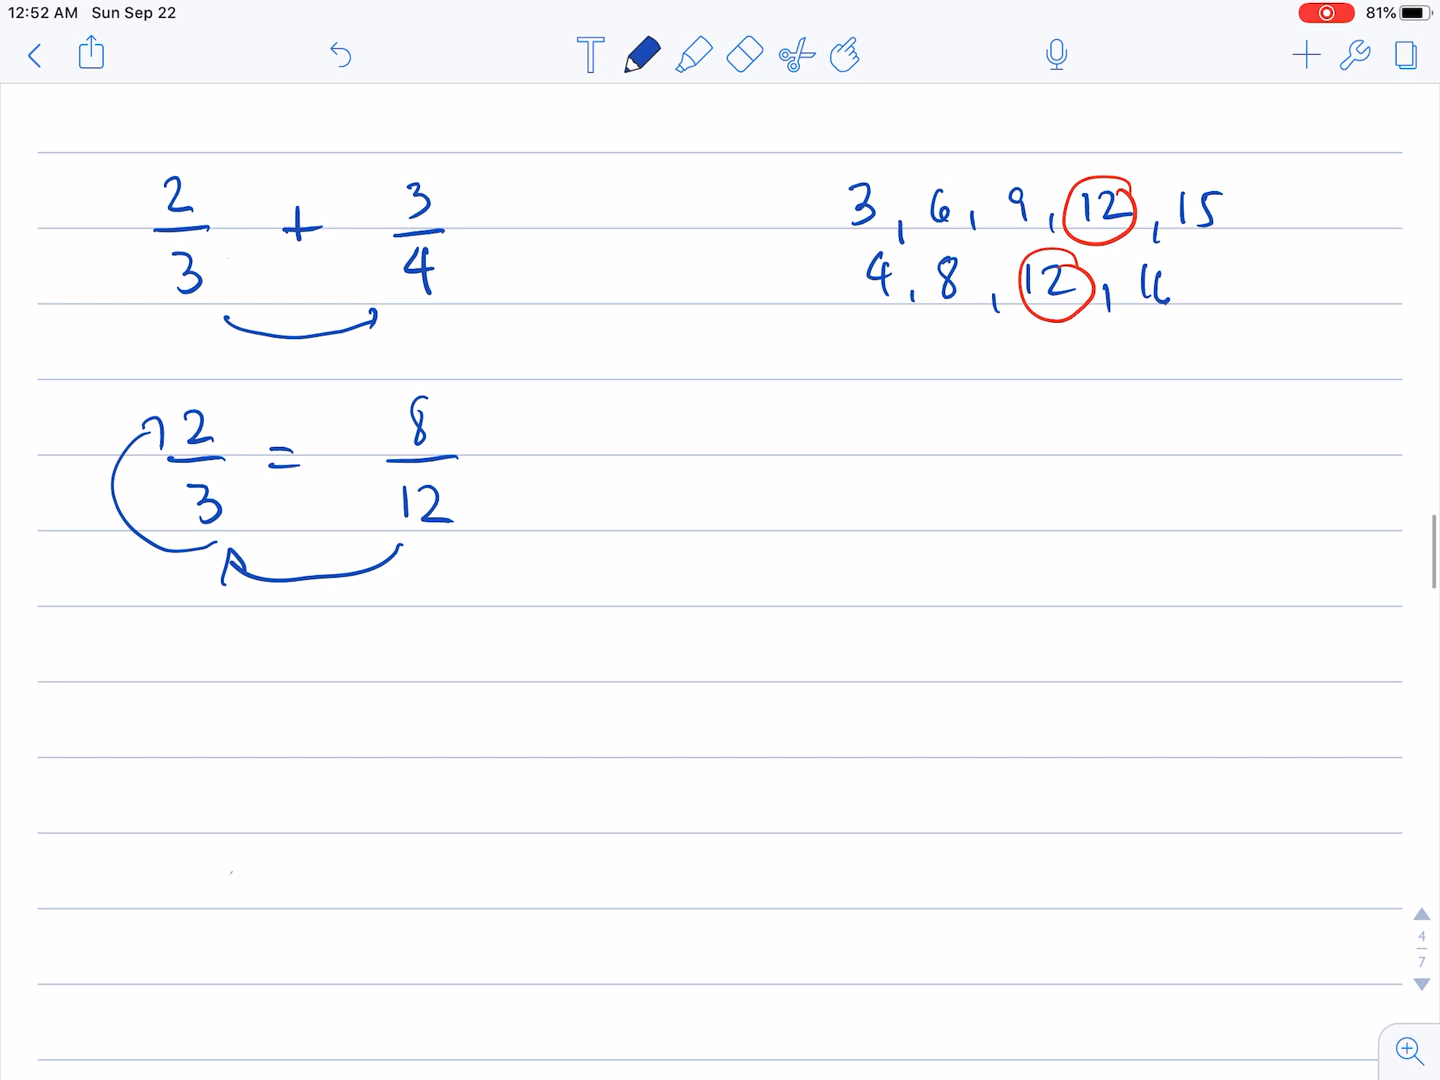 12:52 AM Sun Sep 22
81%
T
2/3 + 3/4
3, 6, 9, 12, 15
4, 8, 12, 16
2/3 = 8/12
4
7